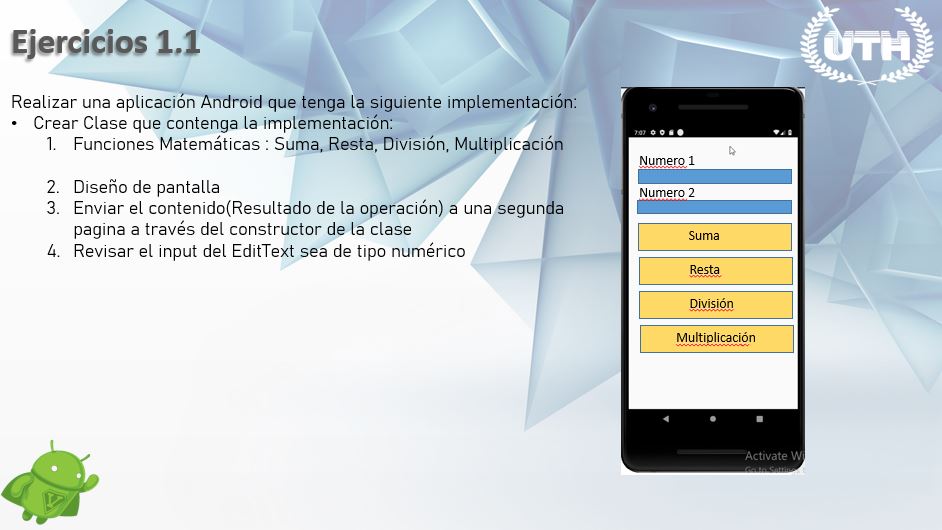 Ejercicios 1.1
UTH
Realizar una aplicación Android que tenga la siguiente implementación:
• Crear Clase que contenga la implementación:
1. Funciones Matemáticas : Suma, Resta, División, Multiplicación
2. Diseño de pantalla
3. Enviar el contenido(Resultado de la operación) a una segunda
pagina a través del constructor de la clase
4. Revisar el input del EditText sea de tipo numérico
7:07
Numero 1
Numero 2
Suma
Resta
División
Multiplicación
Activate Wi
Go to Settings